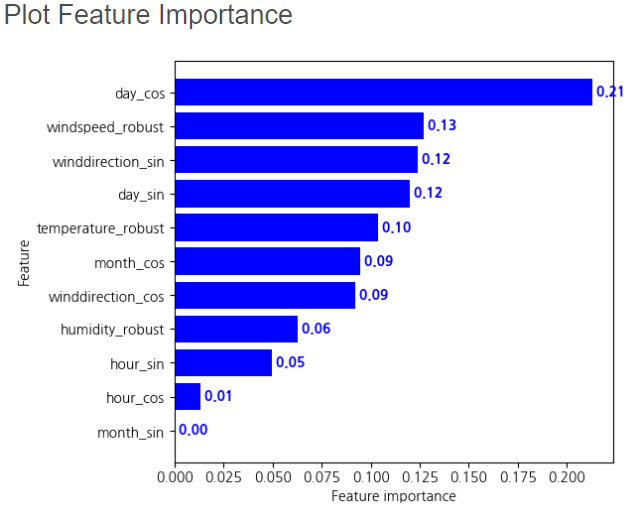 Plot Feature Importance
day_cos 0.21
windspeed_robust 0.13
winddirection_sin 0.12
day_sin 0.12
temperature_robust 0.10
month_cos 0.09
winddirection_cos 0.09
humidity_robust 0.06
hour_sin 0.05
hour_cos 0.01
month_sin 0.00
Feature
0.000 0.025 0.050 0.075 0.100 0.125 0.150 0.175 0.200
Feature importance